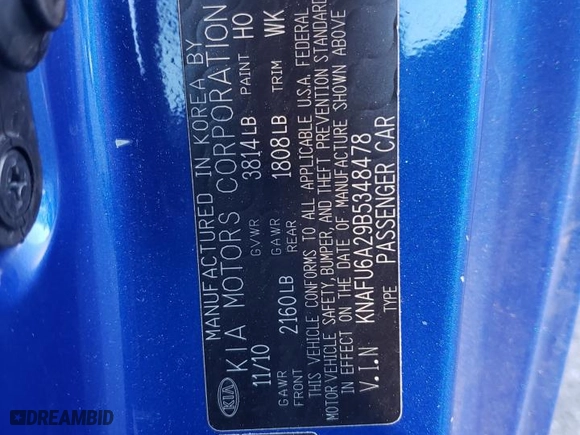 MANUFACTURED IN KOREA BY
KIA KIA MOTORS CORPORATION
11/10 GVWR 3814LB PAINT HO
GAWR FRONT 2160LB GAWR REAR 1808LB TRIM WK
THIS VEHICLE CONFORMS TO ALL APPLICABLE U.S.A. FEDERAL
MOTOR VEHICLE SAFETY, BUMPER, AND THEFT PREVENTION STANDARDS
IN EFFECT ON THE DATE OF MANUFACTURE SHOWN ABOVE
V.I.N KNAFU6A29B5348478
TYPE PASSENGER CAR
DREAMBID